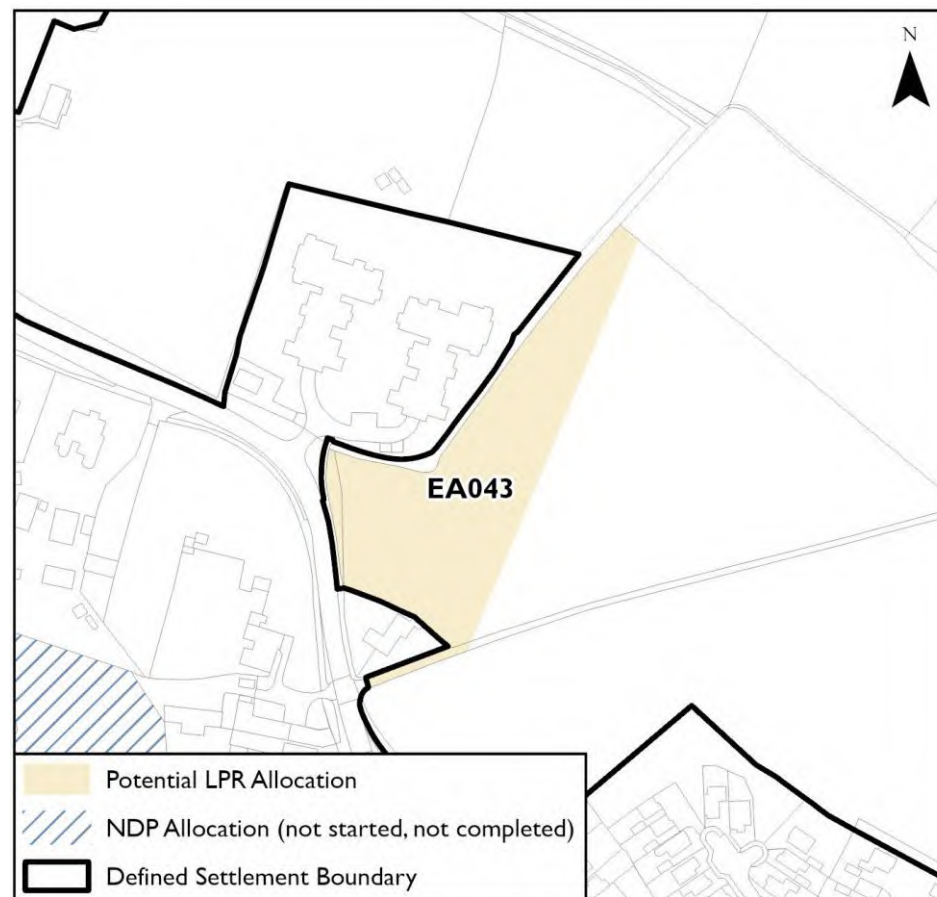 N
EA043
Potential LPR Allocation
NDP Allocation (not started, not completed)
Defined Settlement Boundary